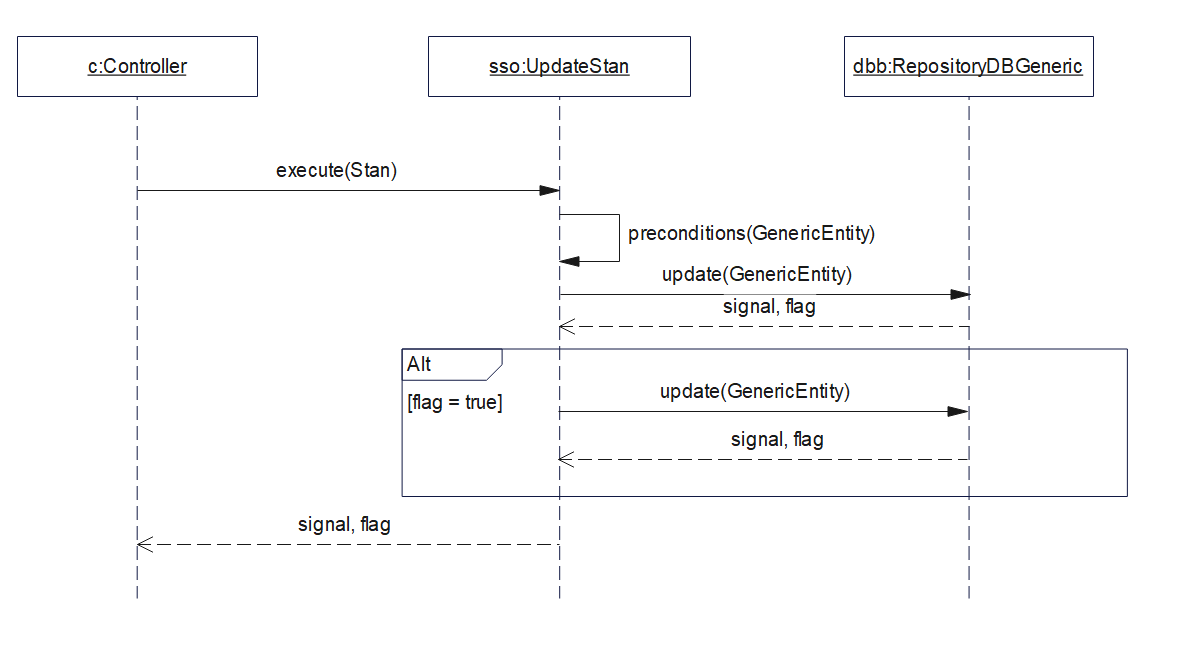 c:Controller
sso:UpdateStan
dbb:RepositoryDBGeneric
execute(Stan)
preconditions(GenericEntity)
update(GenericEntity)
signal, flag
Alt
[flag = true]
update(GenericEntity)
signal, flag
signal, flag